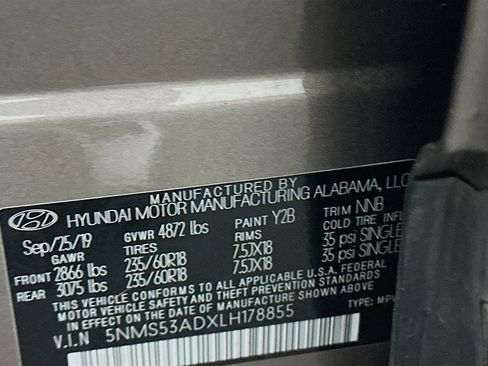 MANUFACTURED BY
HYUNDAI MOTOR MANUFACTURING ALABAMA, LLC
Sep/25/19 GVWR 4872 lbs PAINT Y2B TRIM NNB
GAWR TIRES RIMS COLD TIRE INFL
FRONT 2866 lbs 235/60R18 7.5JX18 35 psi SINGLE
REAR 3075 lbs 235/60R18 7.5JX18 35 psi SINGLE
THIS VEHICLE CONFORMS TO ALL APPLICABLE U.S.A. FEDERAL
MOTOR VEHICLE SAFETY AND THEFT PREVENTION STANDARDS
IN EFFECT ON THE DATE OF MANUFACTURE SHOWN ABOVE.
V.I.N 5NMS53ADXLH178855 TYPE: MPV